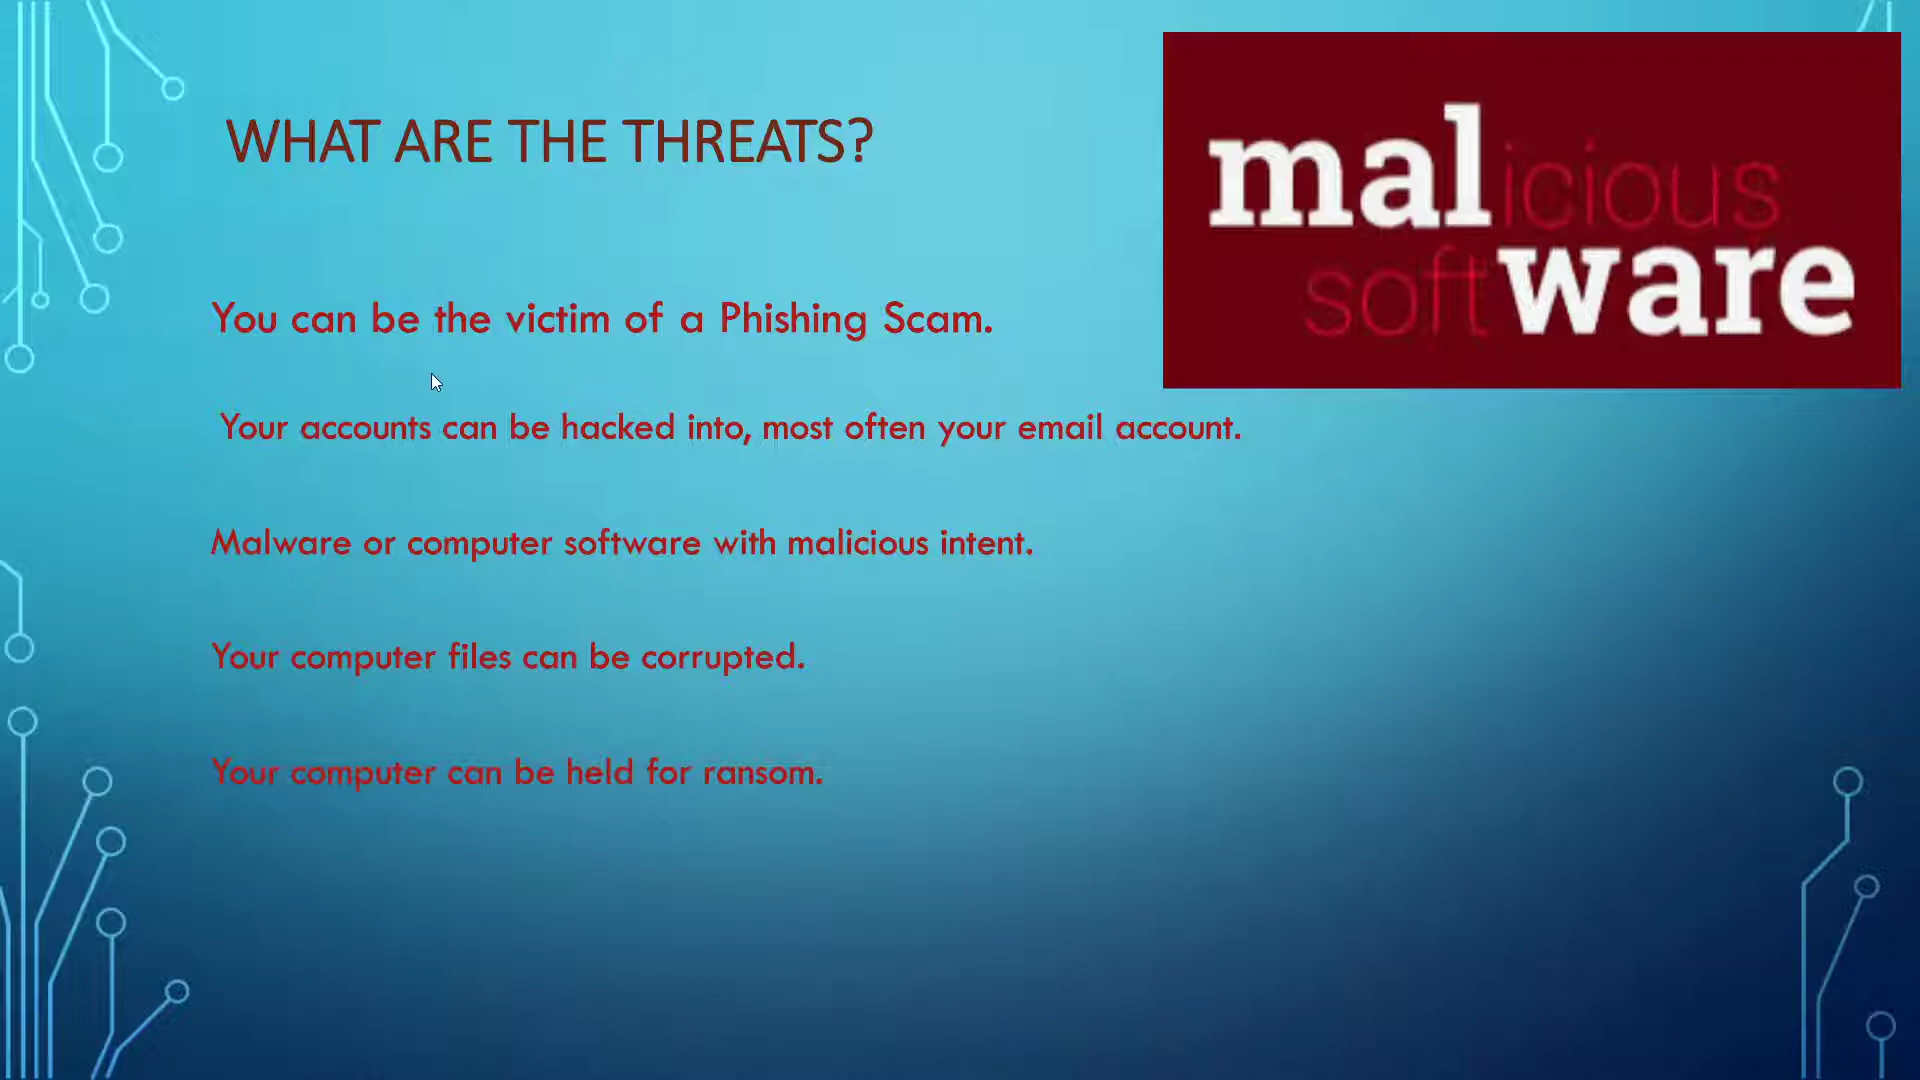 WHAT ARE THE THREATS?
malicious
software
You can be the victim of a Phishing Scam.
Your accounts can be hacked into, most often your email account.
Malware or computer software with malicious intent.
Your computer files can be corrupted.
Your computer can be held for ransom.